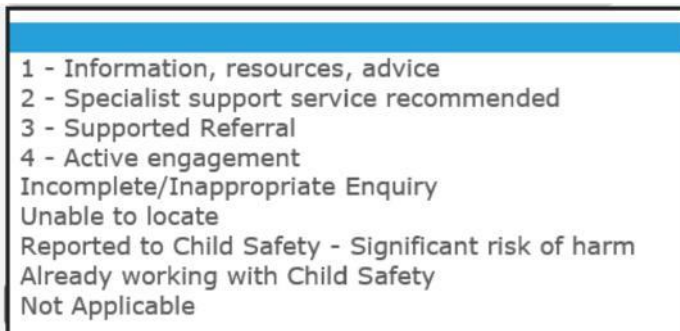 1 - Information, resources, advice
2 - Specialist support service recommended
3 - Supported Referral
4 - Active engagement
Incomplete/Inappropriate Enquiry
Unable to locate
Reported to Child Safety - Significant risk of harm
Already working with Child Safety
Not Applicable